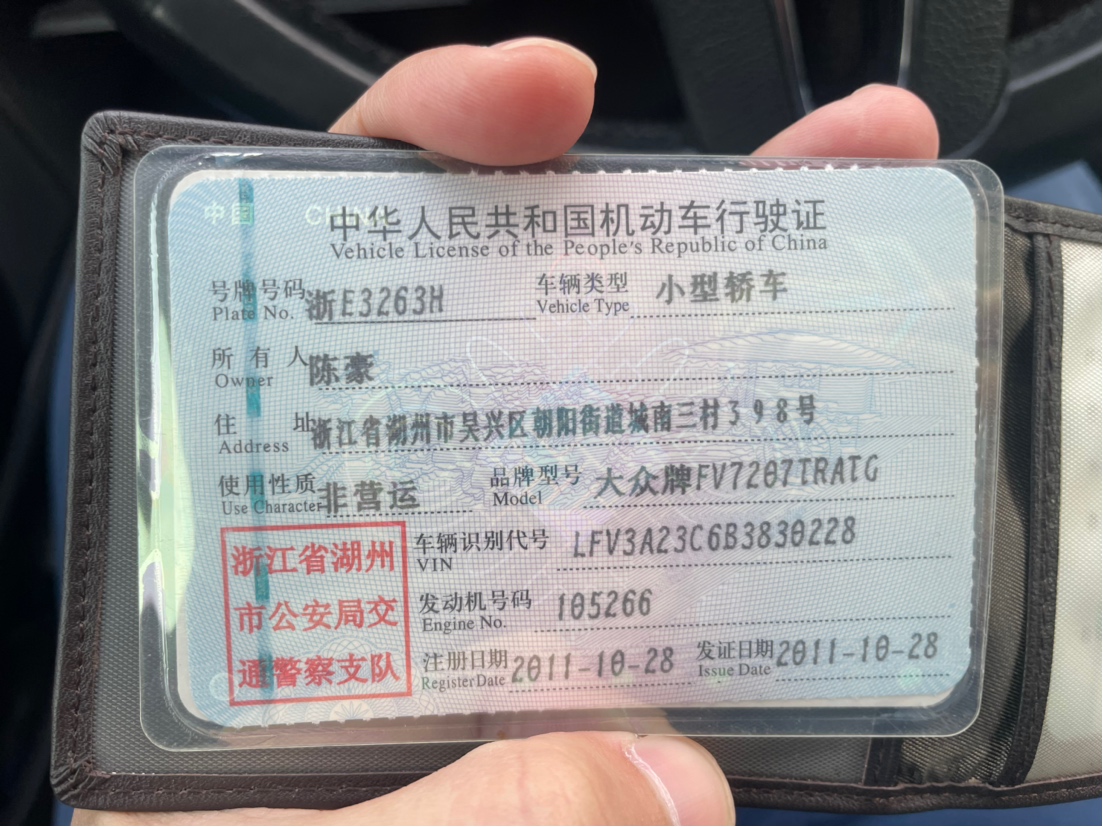 中国 CHINA
中华人民共和国机动车行驶证
Vehicle License of the People's Republic of China
号牌号码 浙E3263H 车辆类型 小型轿车
Plate No. Vehicle Type
所有人 陈豪
Owner
住址 浙江省湖州市吴兴区朝阳街道城南三村398号
Address
使用性质 非营运 品牌型号 大众牌FV7207TRATG
Use Character Model
浙江省湖州
市公安局交
通警察支队
车辆识别代号 LFV3A23C6B3830228
VIN
发动机号码 105266
Engine No.
注册日期 2011-10-28 发证日期 2011-10-28
Register Date Issue Date